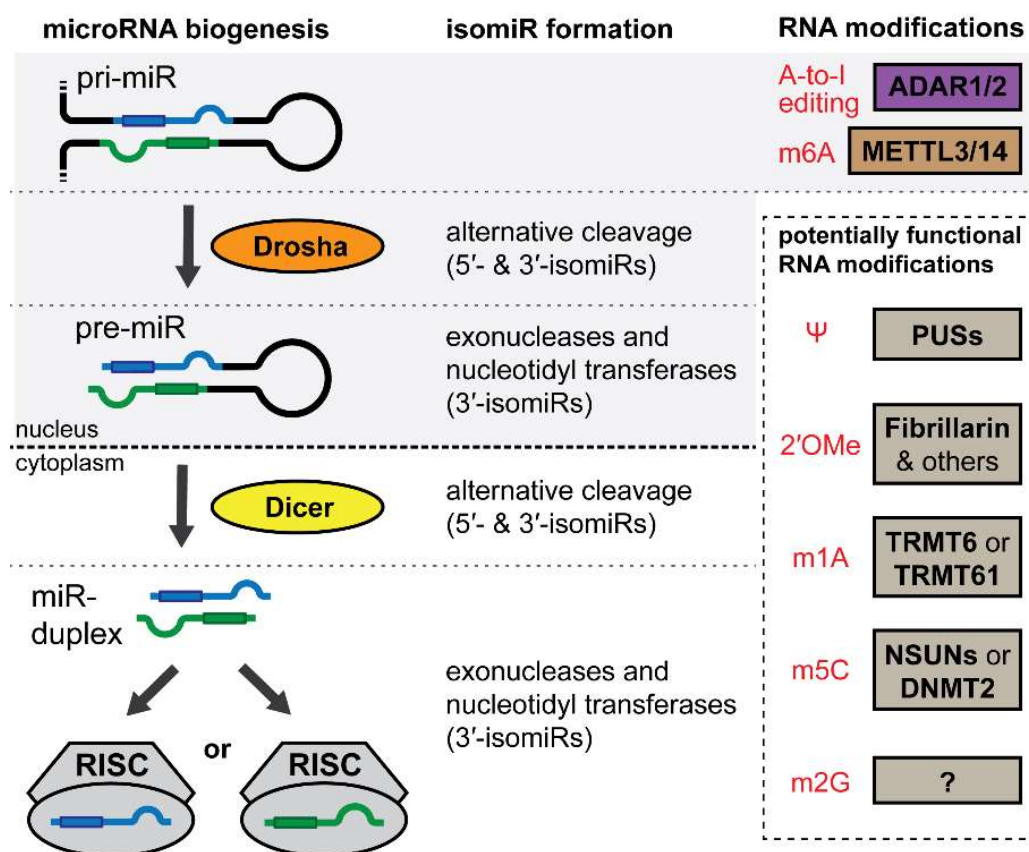 microRNA biogenesis
isomiR formation
RNA modifications
pri-miR
A-to-I
editing
ADAR1/2
m6A
METTL3/14
Drosha
alternative cleavage
(5′- & 3′-isomiRs)
potentially functional
RNA modifications
pre-miR
exonucleases and
nucleotidyl transferases
(3′-isomiRs)
Ψ
PUSs
nucleus
cytoplasm
2′OMe
Fibrillarin
& others
Dicer
alternative cleavage
(5′- & 3′-isomiRs)
m1A
TRMT6 or
TRMT61
miR-
duplex
exonucleases and
nucleotidyl transferases
(3′-isomiRs)
m5C
NSUNs or
DNMT2
RISC
or
RISC
m2G
?